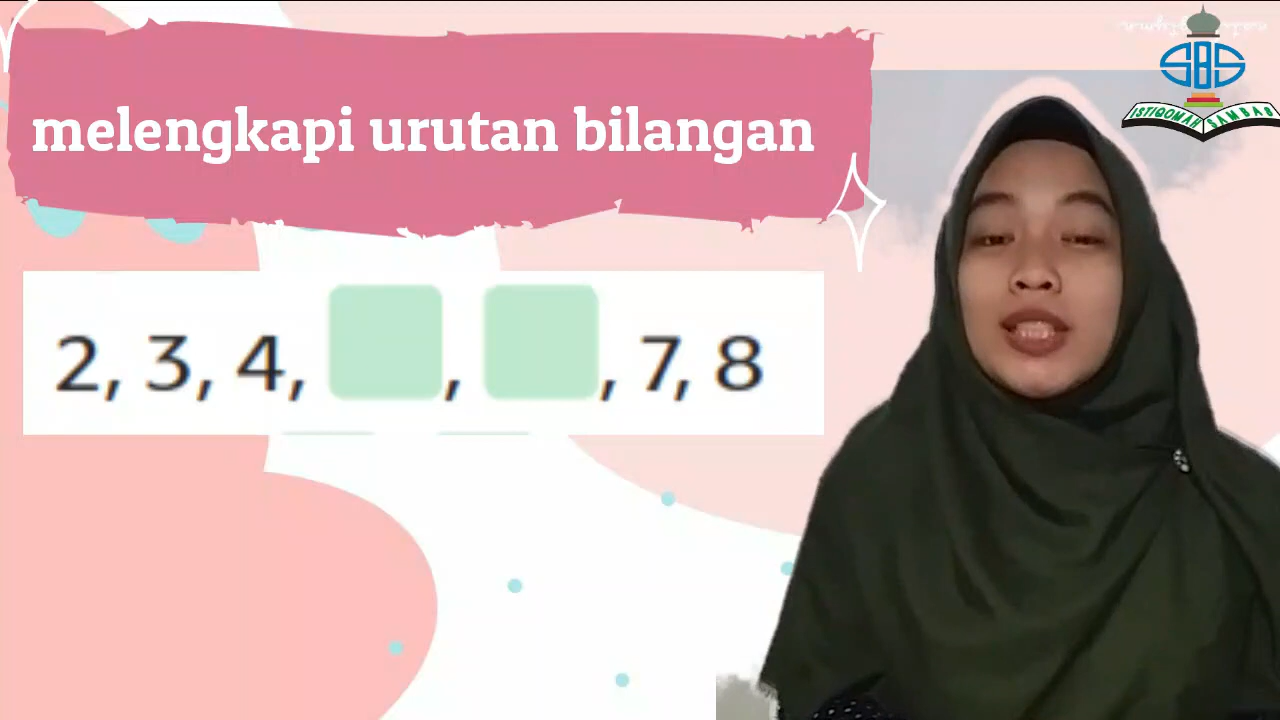 melengkapi urutan bilangan
2, 3, 4, , , 7, 8
SBS
ISTIQOMAH SAMBAS